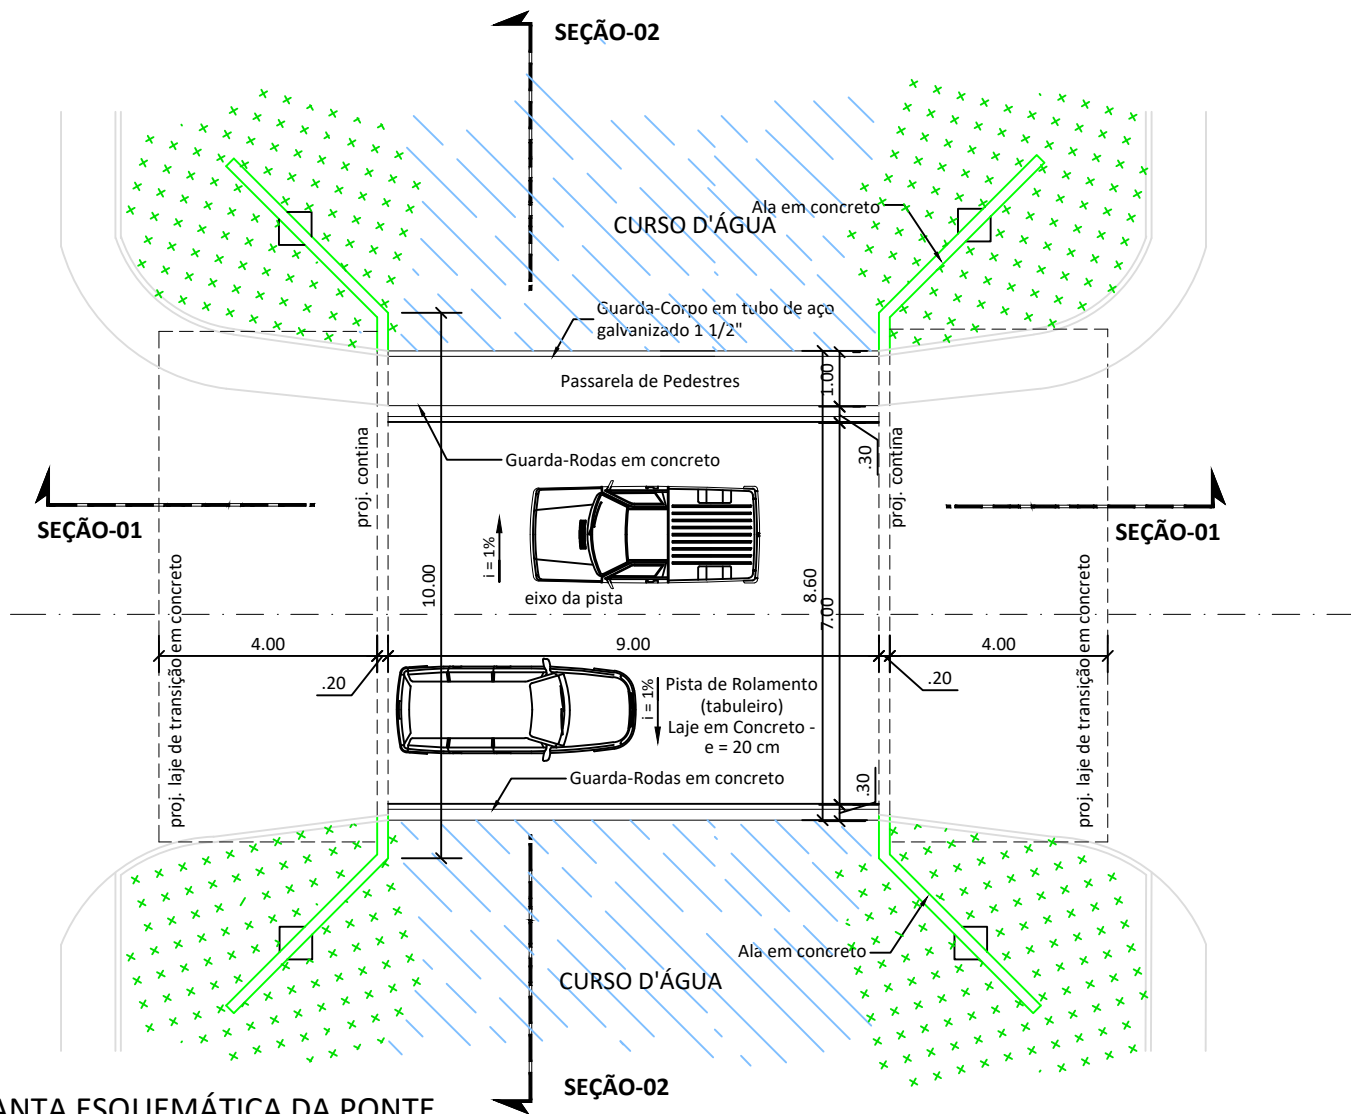 SEÇÃO-02
Ala em concreto
CURSO D'ÁGUA
Guarda-Corpo em tubo de aço
galvanizado 1 1/2"
1.00
Passarela de Pedestres
.30
Guarda-Rodas em concreto
proj. contina
proj. contina
SEÇÃO-01
SEÇÃO-01
i = 1%
eixo da pista
10.00
8.60
7.00
proj. laje de transição em concreto
proj. laje de transição em concreto
4.00
9.00
4.00
.20
.20
i = 1%
Pista de Rolamento
(tabuleiro)
Laje em Concreto -
e = 20 cm
Guarda-Rodas em concreto
.30
Ala em concreto
CURSO D'ÁGUA
SEÇÃO-02
ANTA ESQUEMÁTICA DA PONTE